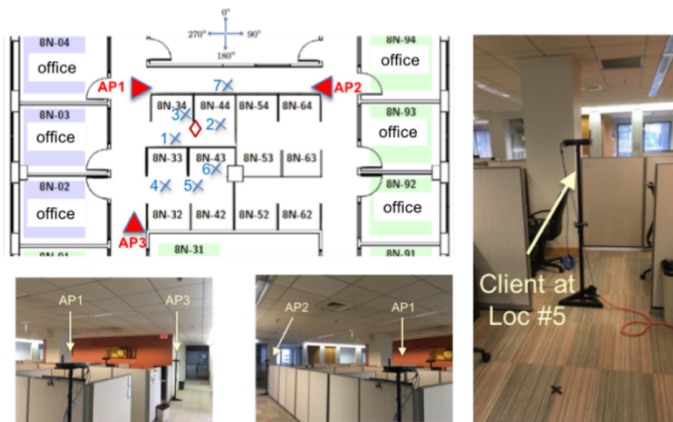 0°
270° 90°
180°
8N-04
office
8N-94
office
AP1
7
AP2
8N-34 8N-44 8N-54 8N-64
3
2
1
8N-03
office
8N-93
office
8N-33 8N-43 8N-53 8N-63
6
4 5
8N-02
office
8N-92
office
8N-32 8N-42 8N-52 8N-62
AP3
8N-31
8N-91
Client at
Loc #5
AP1 AP3
AP2 AP1